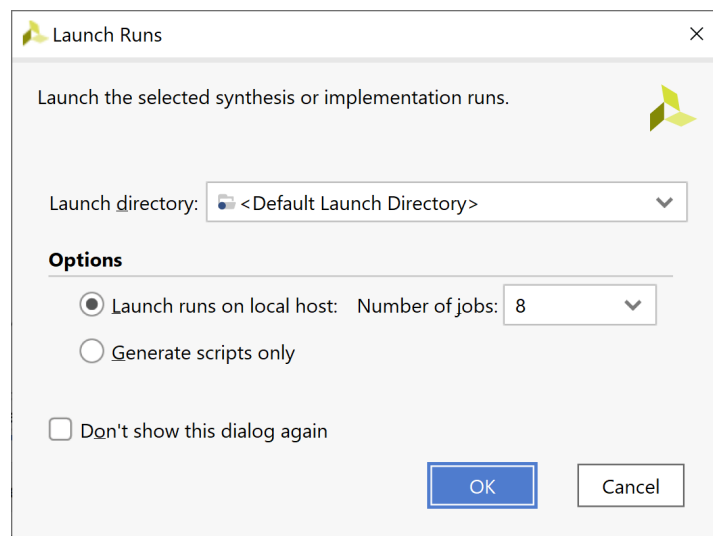 Launch Runs
Launch the selected synthesis or implementation runs.
Launch directory: <Default Launch Directory>
Options
Launch runs on local host: Number of jobs: 8
Generate scripts only
Don't show this dialog again
OK Cancel